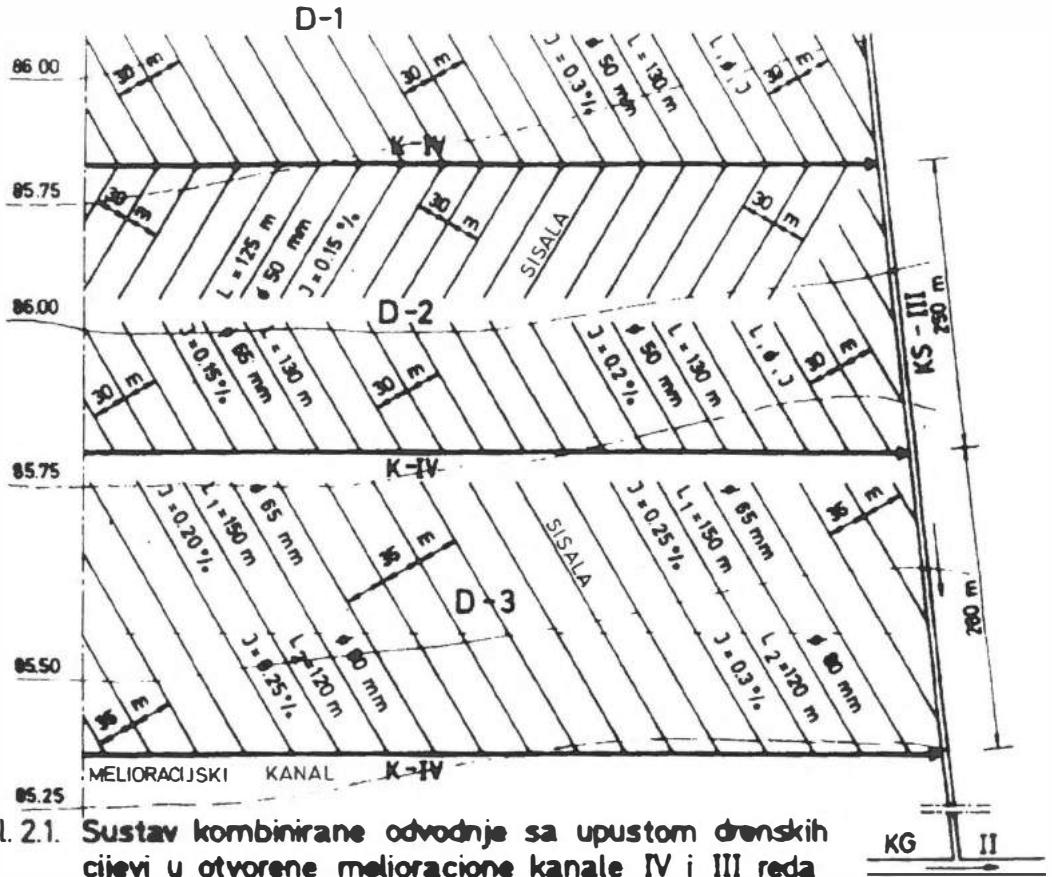 D-1
86.00
30 m
30 m
J = 0.3 %
φ 50 mm
L = 130 m
L, φ, J
30 m
K-IV
85.75
30 m
30 m
30 m
L = 125 m
φ 50 mm
J = 0.15 %
SISALA
86.00
D-2
KS - III
250 m
J = 0.15 %
φ 65 mm
L = 130 m
J = 0.2 %
φ 50 mm
L = 130 m
L, φ, J
30 m
30 m
30 m
85.75
K-IV
J = 0.20 %
L1 = 150 m
φ 65 mm
m
SISALA
J = 0.25 %
L1 = 150 m
φ 65 mm
m
D-3
280 m
85.50
J = 0.25 %
L2 = 120 m
φ 80 mm
J = 0.3 %
L2 = 120 m
φ 80 mm
m
MELIORACIJSKI KANAL K-IV
85.25
l. 2.1. Sustav kombinirane odvodnje sa upustom drenskih
cijevi u otvorene melioracione kanale IV i III reda
KG II